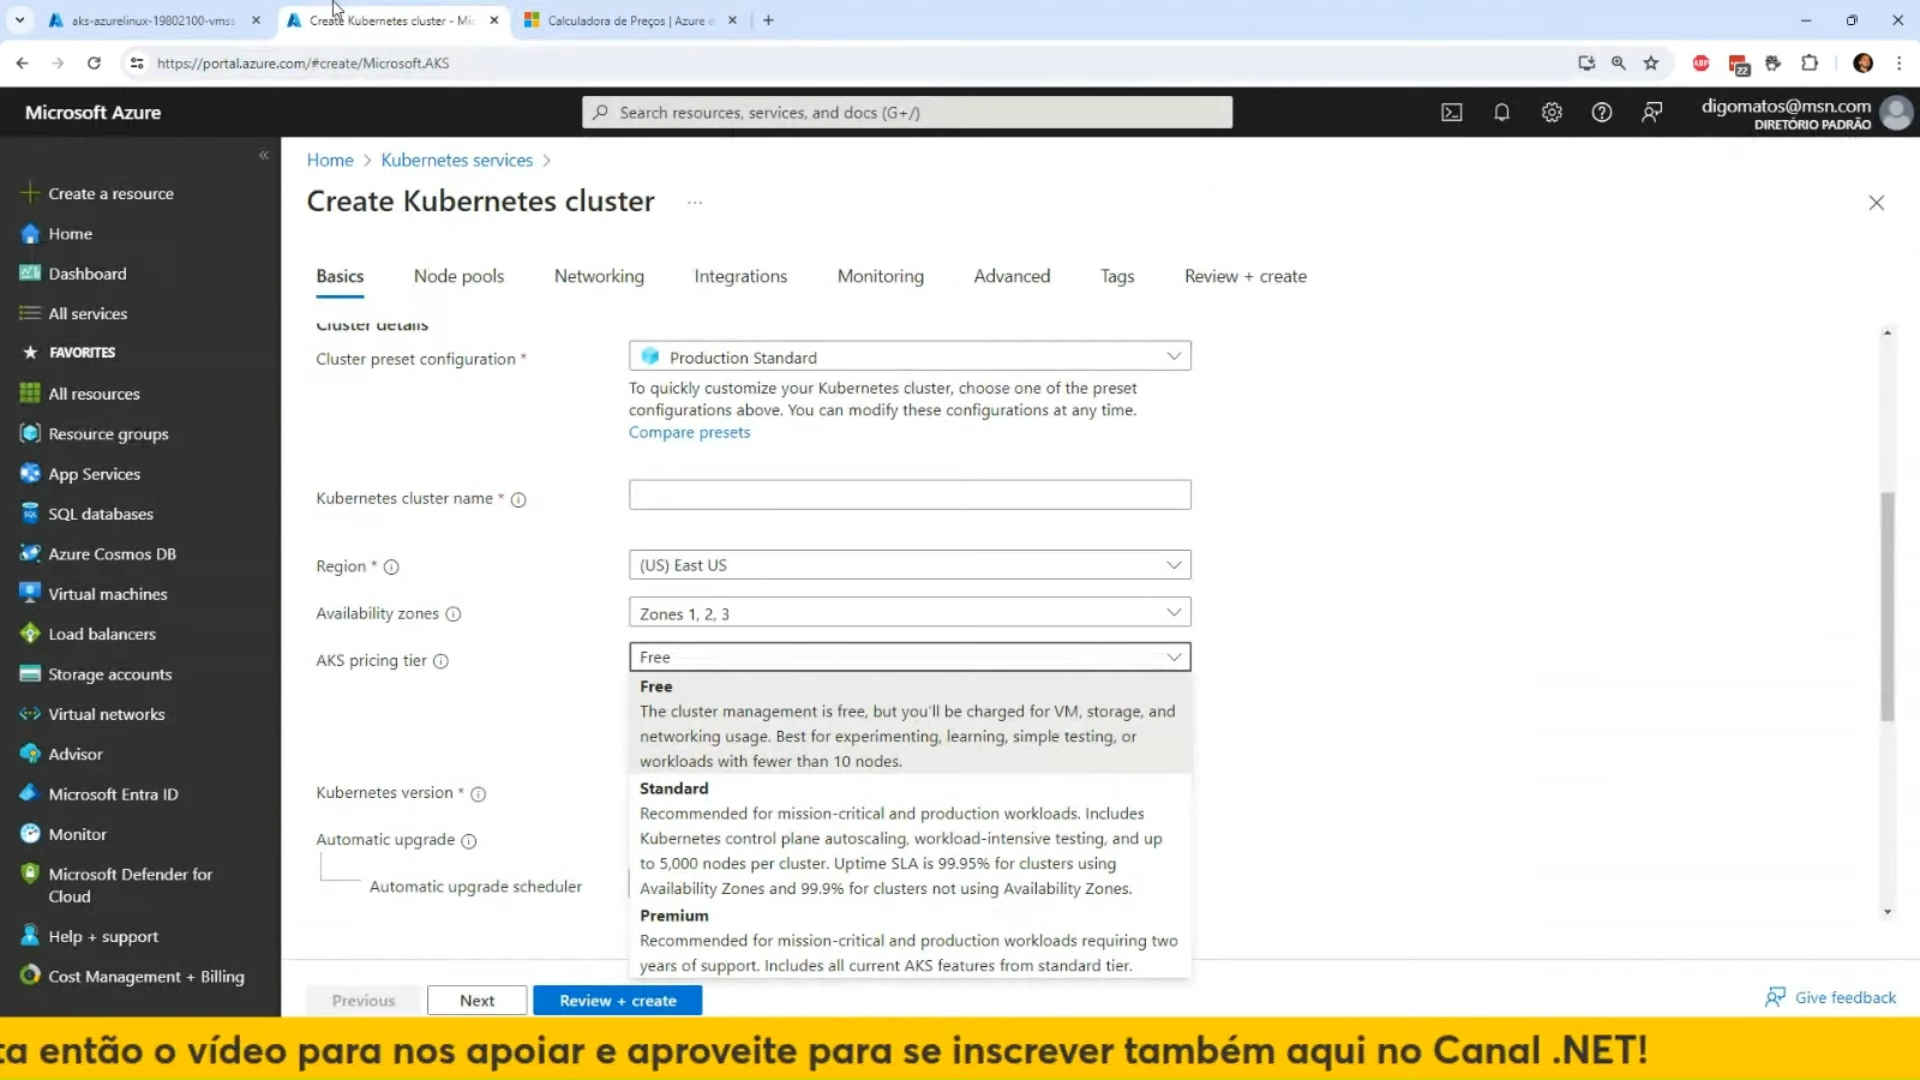 aks-azurelinux-19802100-vmss
Create Kubernetes cluster - Mic
Calculadora de Preços | Azure d
https://portal.azure.com/#create/Microsoft.AKS
ABP
22
Microsoft Azure
Search resources, services, and docs (G+/)
digomatos@msn.com
DIRETÓRIO PADRÃO
Create a resource
Home
Dashboard
All services
FAVORITES
All resources
Resource groups
App Services
SQL databases
Azure Cosmos DB
Virtual machines
Load balancers
Storage accounts
Virtual networks
Advisor
Microsoft Entra ID
Monitor
Microsoft Defender for
Cloud
Help + support
Cost Management + Billing
Home > Kubernetes services >
Create Kubernetes cluster ...
Basics
Node pools
Networking
Integrations
Monitoring
Advanced
Tags
Review + create
Cluster details
Cluster preset configuration *
Production Standard
To quickly customize your Kubernetes cluster, choose one of the preset
configurations above. You can modify these configurations at any time.
Compare presets
Kubernetes cluster name *
Region *
(US) East US
Availability zones
Zones 1, 2, 3
AKS pricing tier
Free
Free
The cluster management is free, but you'll be charged for VM, storage, and
networking usage. Best for experimenting, learning, simple testing, or
workloads with fewer than 10 nodes.
Standard
Recommended for mission-critical and production workloads. Includes
Kubernetes control plane autoscaling, workload-intensive testing, and up
to 5,000 nodes per cluster. Uptime SLA is 99.95% for clusters using
Availability Zones and 99.9% for clusters not using Availability Zones.
Premium
Recommended for mission-critical and production workloads requiring two
years of support. Includes all current AKS features from standard tier.
Kubernetes version *
Automatic upgrade
Automatic upgrade scheduler
Previous
Next
Review + create
Give feedback
ta então o vídeo para nos apoiar e aproveite para se inscrever também aqui no Canal .NET!